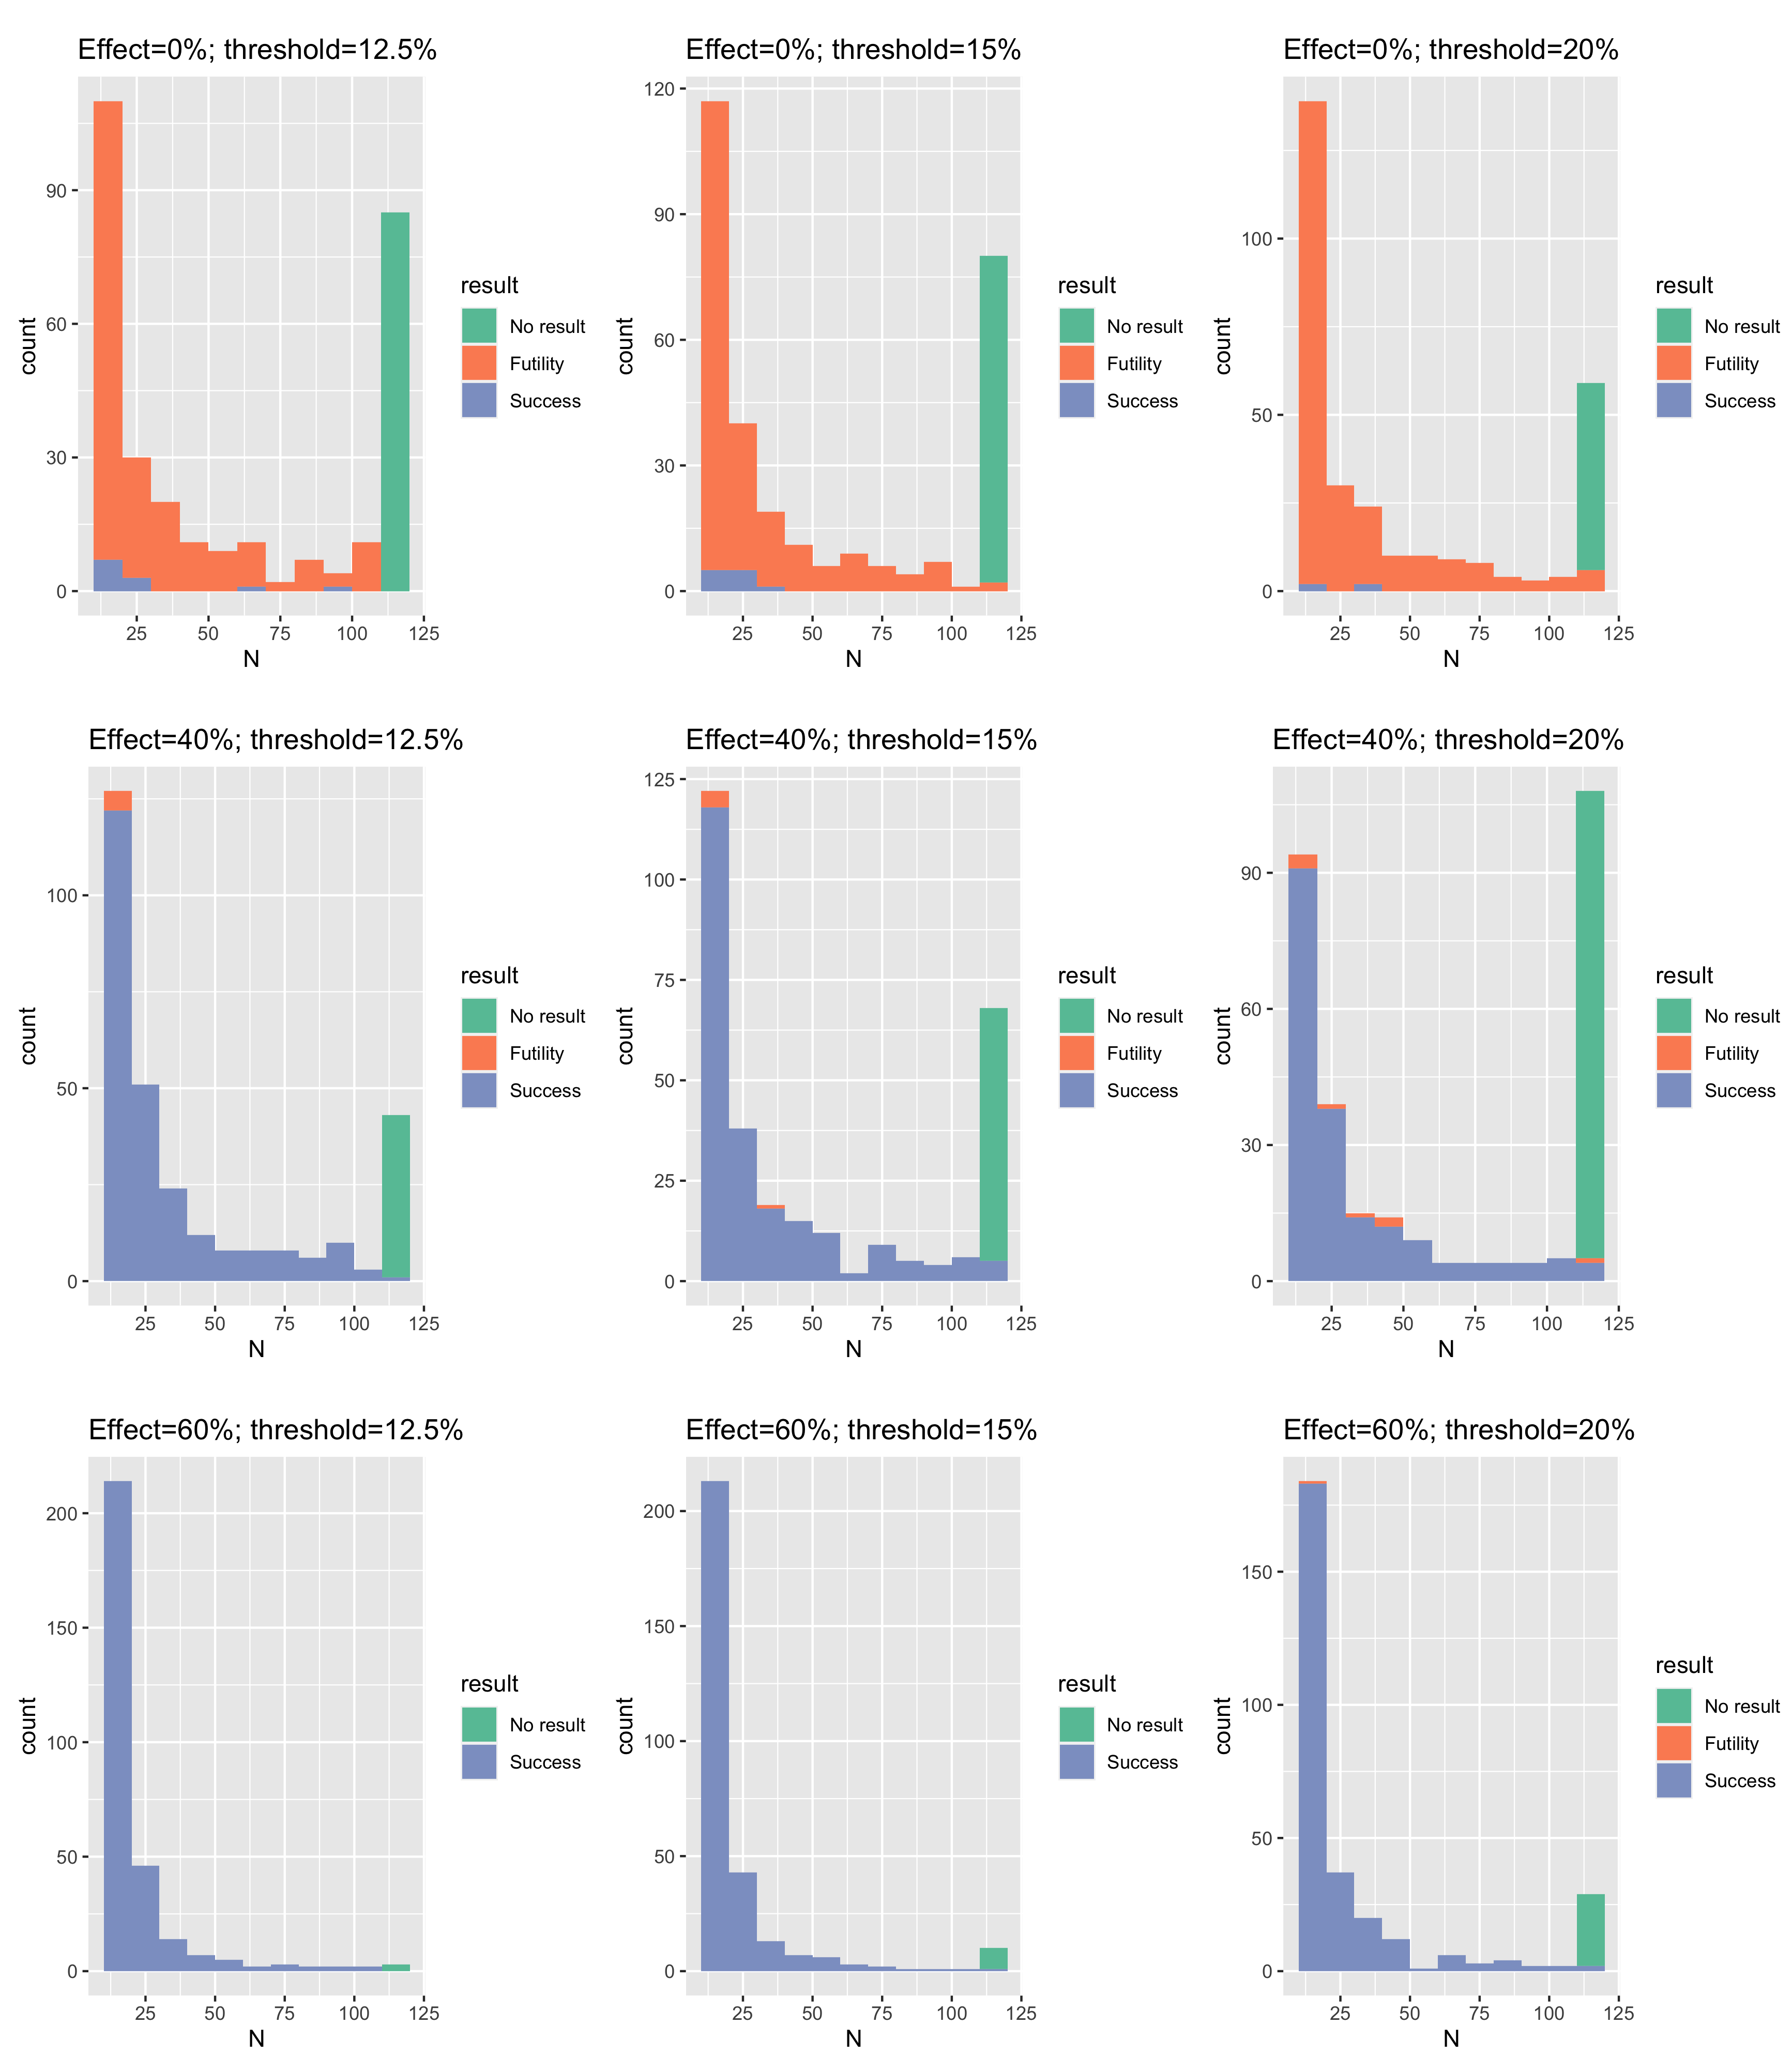 Effect=0%; threshold=12.5%
count
90
60
30
0
25 50 75 100 125
N
result
No result
Futility
Success
Effect=0%; threshold=15%
count
120
90
60
30
0
25 50 75 100 125
N
result
No result
Futility
Success
Effect=0%; threshold=20%
count
100
50
0
25 50 75 100 125
N
result
No result
Futility
Success
Effect=40%; threshold=12.5%
count
100
50
0
25 50 75 100 125
N
result
No result
Futility
Success
Effect=40%; threshold=15%
count
125
100
75
50
25
0
25 50 75 100 125
N
result
No result
Futility
Success
Effect=40%; threshold=20%
count
90
60
30
0
25 50 75 100 125
N
result
No result
Futility
Success
Effect=60%; threshold=12.5%
count
200
150
100
50
0
25 50 75 100 125
N
result
No result
Success
Effect=60%; threshold=15%
count
200
150
100
50
0
25 50 75 100 125
N
result
No result
Success
Effect=60%; threshold=20%
count
150
100
50
0
25 50 75 100 125
N
result
No result
Futility
Success